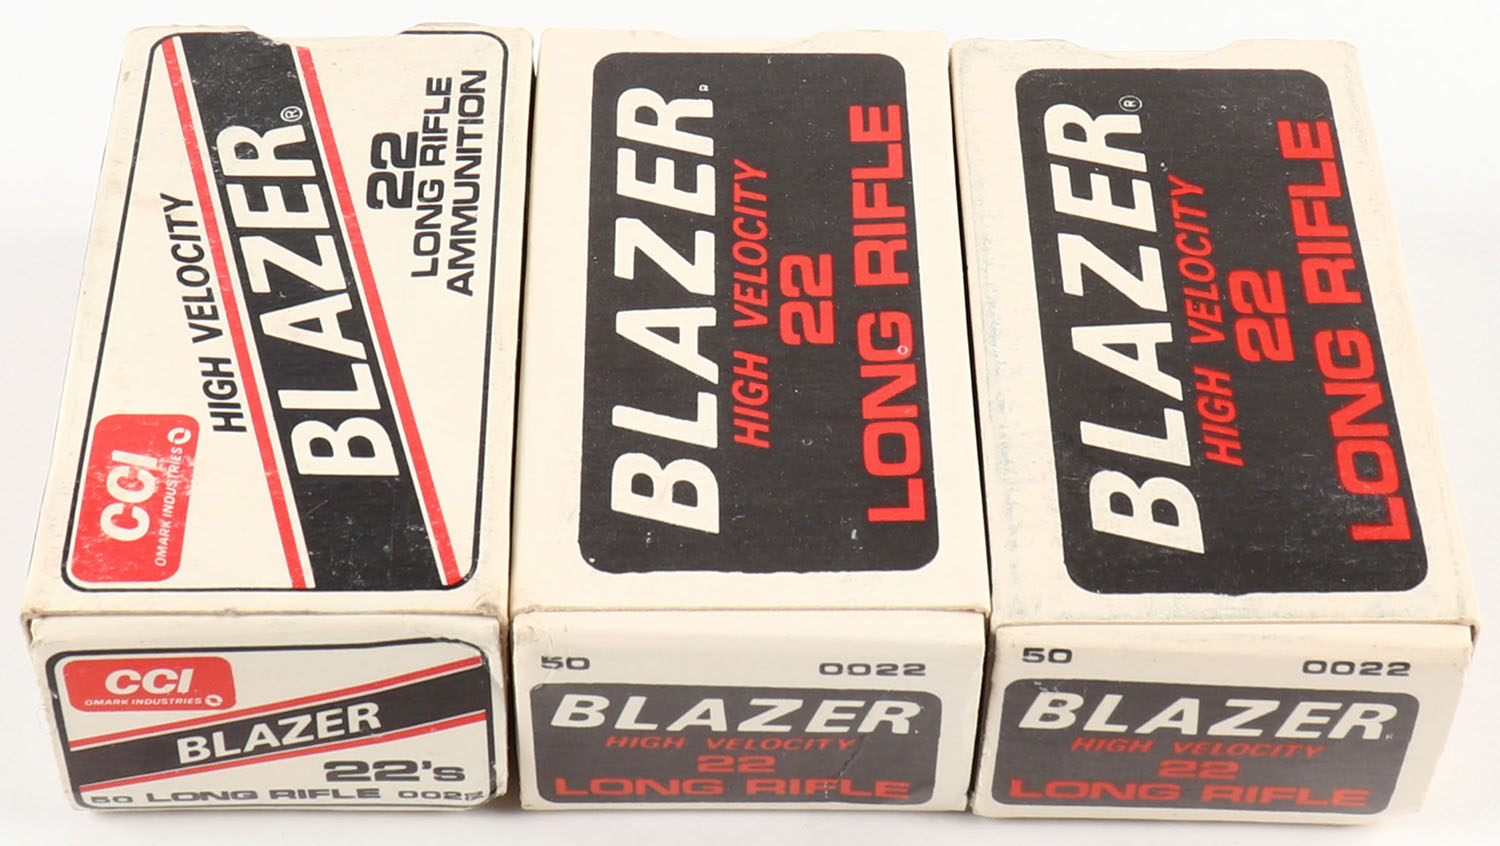 HIGH VELOCITY
BLAZER®
22
LONG RIFLE
AMMUNITION
CCI
OMARK INDUSTRIES
CCI
OMARK INDUSTRIES
BLAZER
22's
50 LONG RIFLE 0022
BLAZER®
HIGH VELOCITY
22
LONG RIFLE
50 0022
BLAZER
HIGH VELOCITY
22
LONG RIFLE
BLAZER®
HIGH VELOCITY
22
LONG RIFLE
50 0022
BLAZER®
HIGH VELOCITY
22
LONG RIFLE